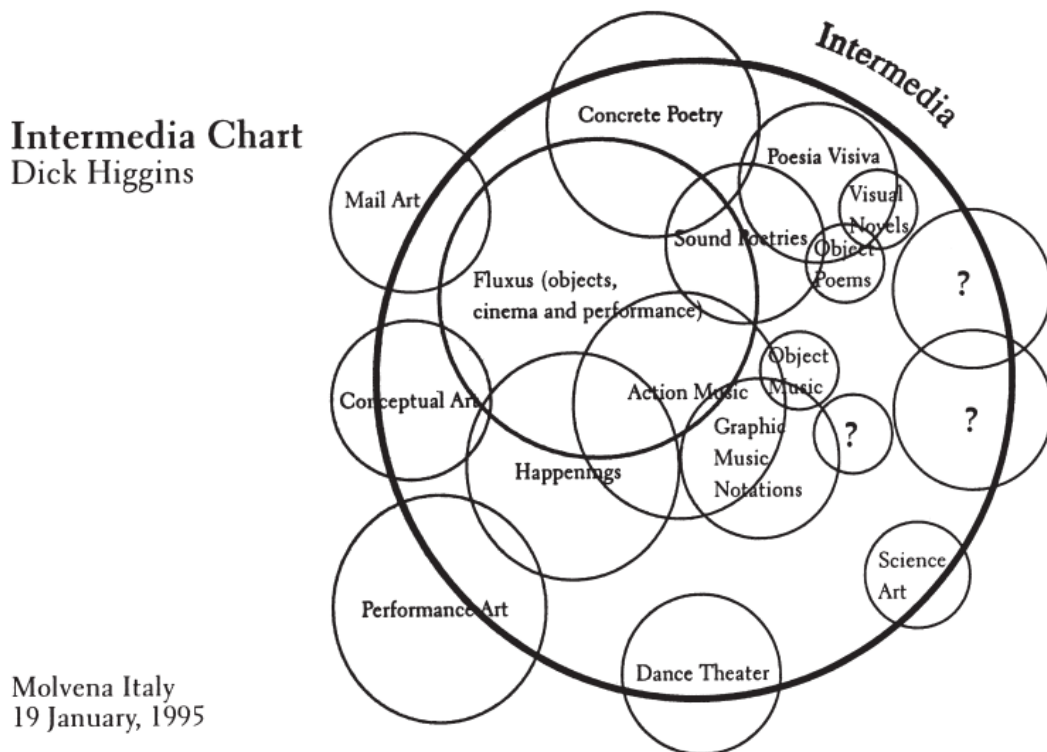 Intermedia
Intermedia Chart
Dick Higgins
Concrete Poetry
Poesia Visiva
Mail Art
Visual
Novels
Sound Poetries
Object
Poems
Fluxus (objects,
cinema and performance)
?
Object
Music
Conceptual Art
Action Music
?
Graphic
Music
Notations
?
Happenings
Science
Art
Performance Art
Dance Theater
Molvena Italy
19 January, 1995